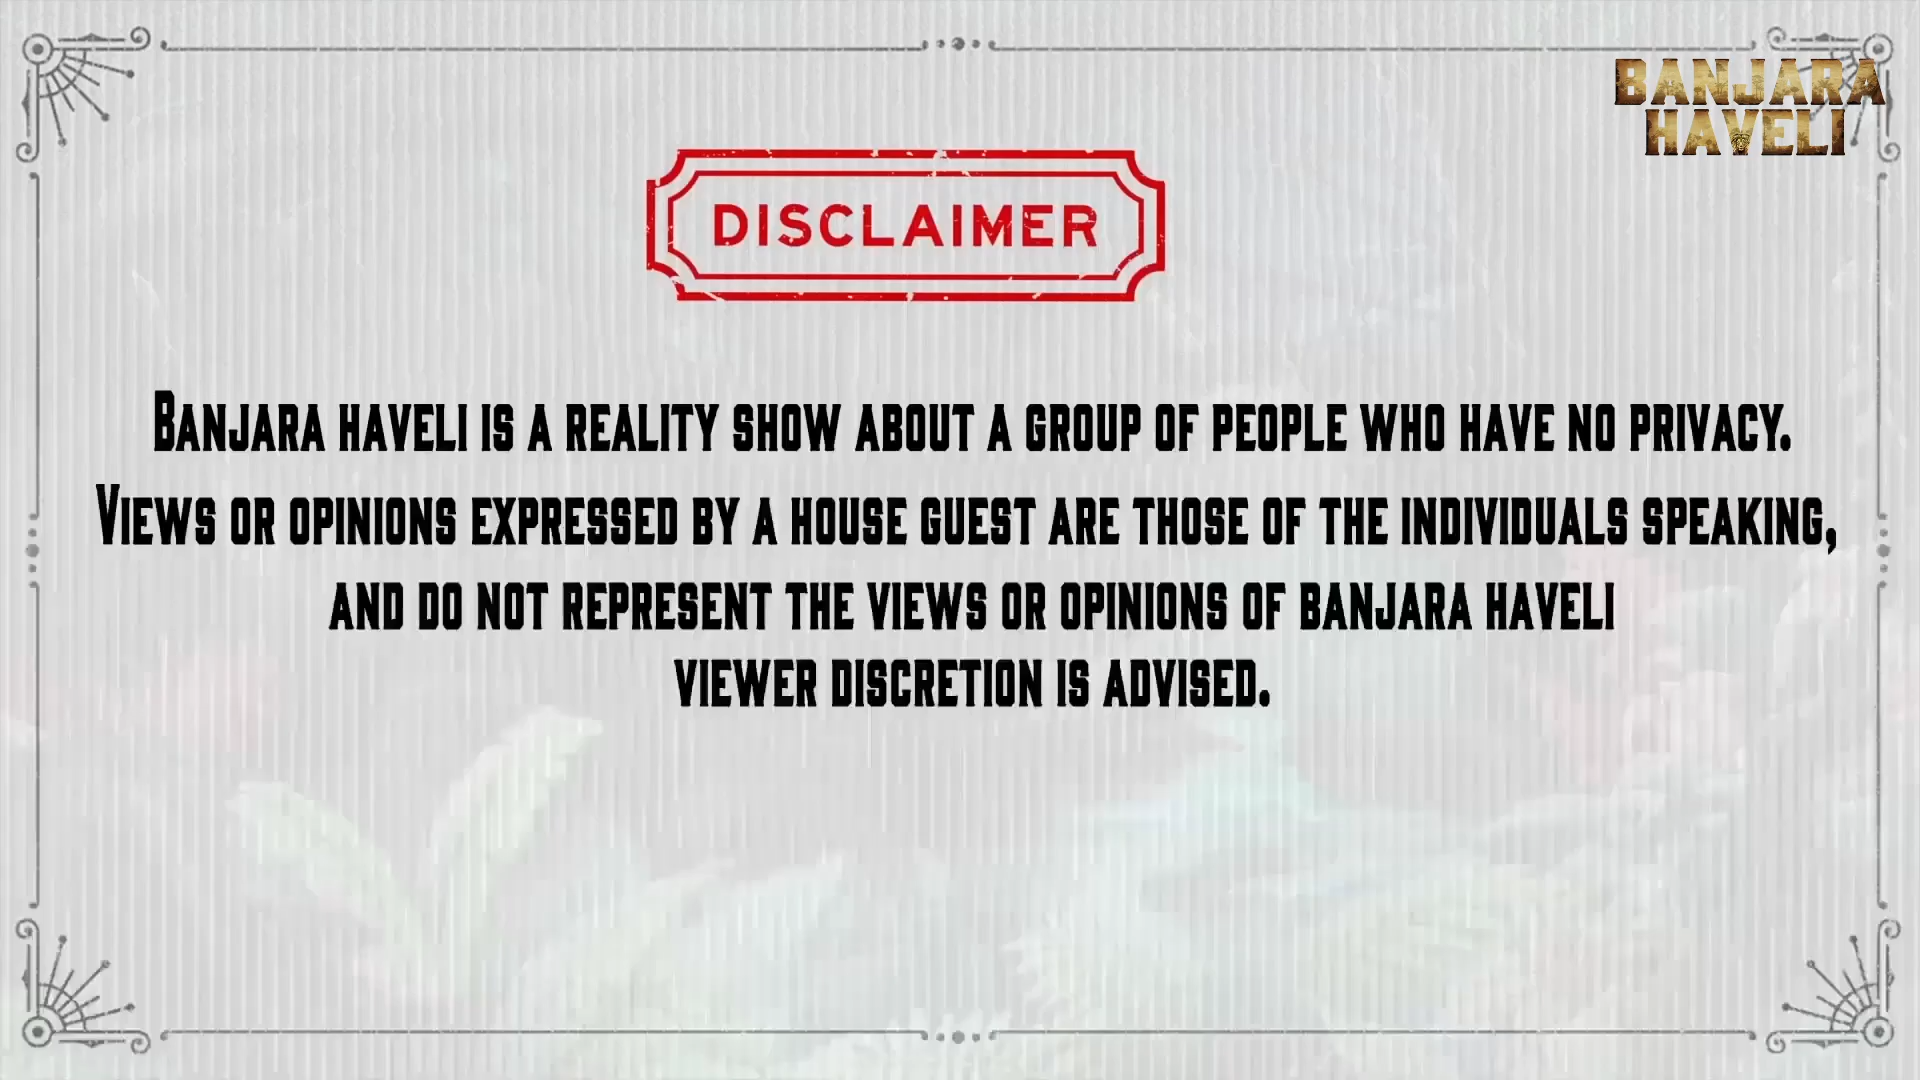 BANJARA
HAVELI
DISCLAIMER
BANJARA HAVELI IS A REALITY SHOW ABOUT A GROUP OF PEOPLE WHO HAVE NO PRIVACY.
VIEWS OR OPINIONS EXPRESSED BY A HOUSE GUEST ARE THOSE OF THE INDIVIDUALS SPEAKING,
AND DO NOT REPRESENT THE VIEWS OR OPINIONS OF BANJARA HAVELI
VIEWER DISCRETION IS ADVISED.